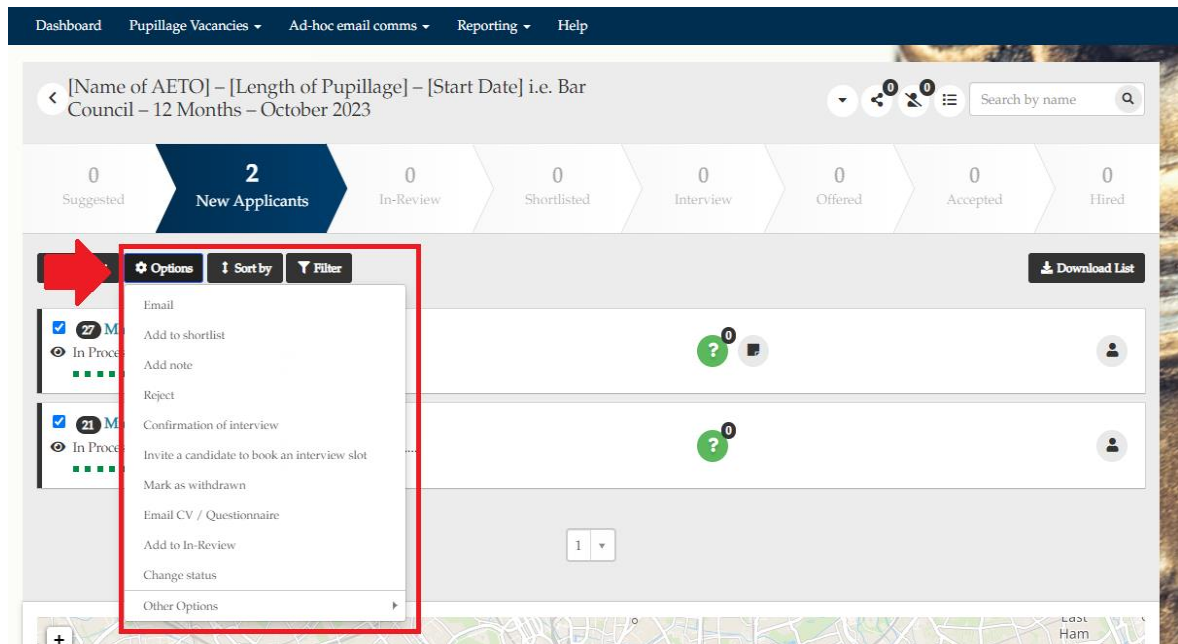 Dashboard Pupillage Vacancies Ad-hoc email comms Reporting Help
[Name of AETO] – [Length of Pupillage] – [Start Date] i.e. Bar
Council – 12 Months – October 2023
0 0 Search by name
0 2 0 0 0 0 0 0
Suggested New Applicants In-Review Shortlisted Interview Offered Accepted Hired
Options Sort by Filter Download List
Email
Add to shortlist
Add note
Reject
Confirmation of interview
Invite a candidate to book an interview slot
Mark as withdrawn
Email CV / Questionnaire
Add to In-Review
Change status
Other Options
27
In
? 0
21
In
? 0
1
+
East
Ham